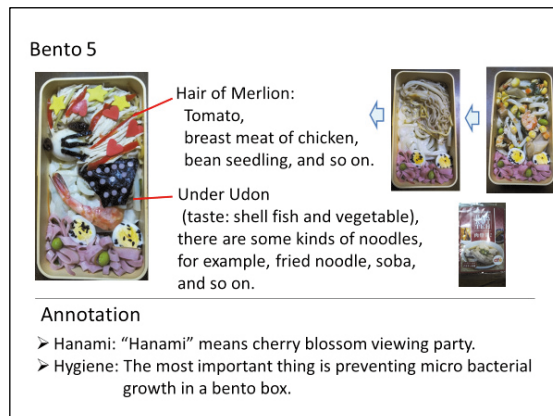 Bento 5
Hair of Merlion:
Tomato,
breast meat of chicken,
bean seedling, and so on.
Under Udon
(taste: shell fish and vegetable),
there are some kinds of noodles,
for example, fried noodle, soba,
and so on.
Annotation
➤ Hanami: “Hanami” means cherry blossom viewing party.
➤ Hygiene: The most important thing is preventing micro bacterial
growth in a bento box.